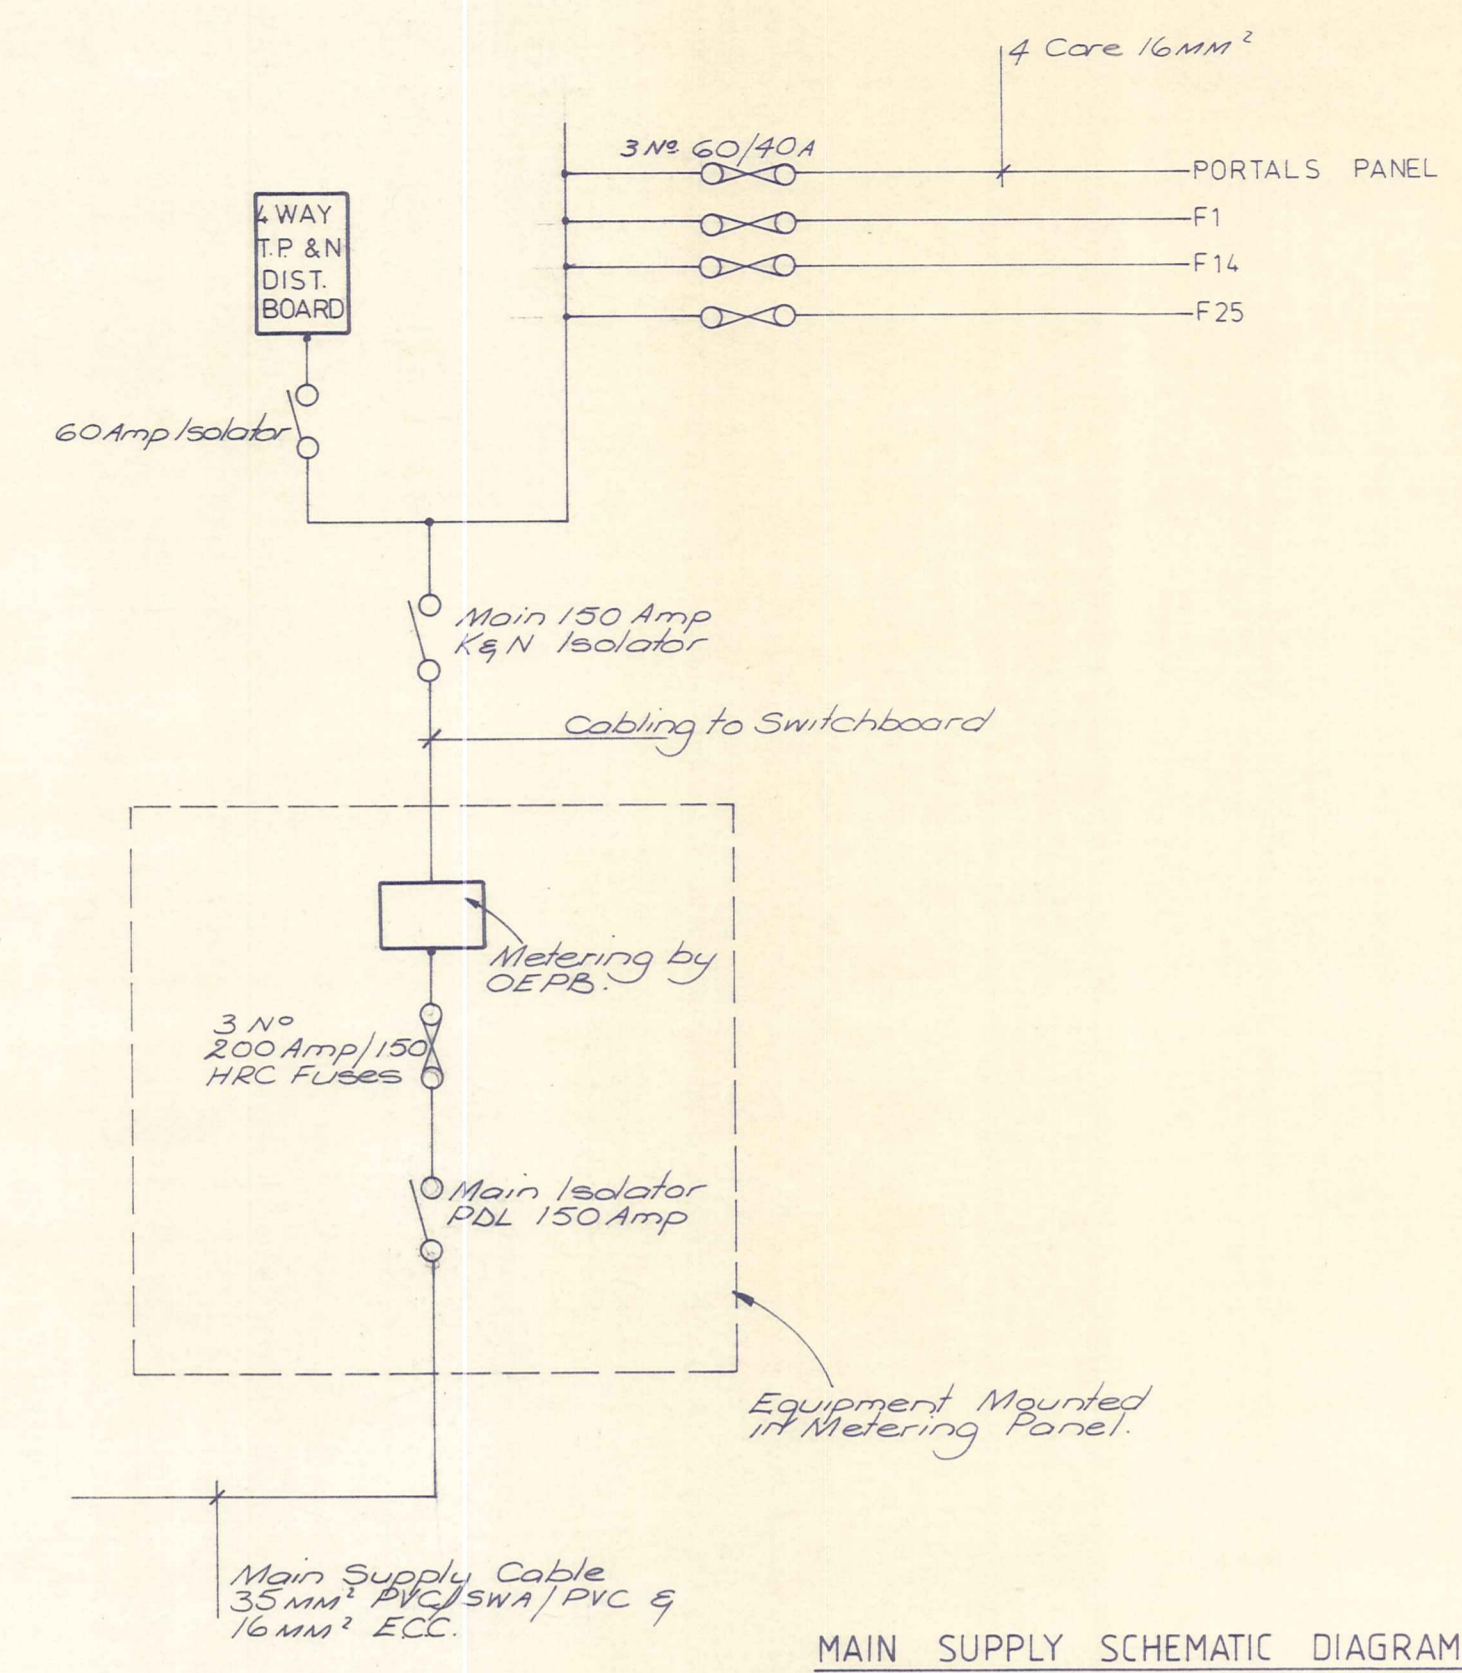 4 Core 16MM²
3 Nº 60/40A
PORTALS PANEL
F1
F14
F25
4 WAY
T.P. & N
DIST.
BOARD
60 Amp Isolator
Main 150 Amp
K & N Isolator
Cabling to Switchboard
Metering by
OEPB.
3 Nº
200 Amp/150
HRC Fuses
Main Isolator
PDL 150 Amp
Equipment Mounted
in Metering Panel.
Main Supply Cable
35MM² PVC/SWA/PVC &
16MM² ECC.
MAIN SUPPLY SCHEMATIC DIAGRAM